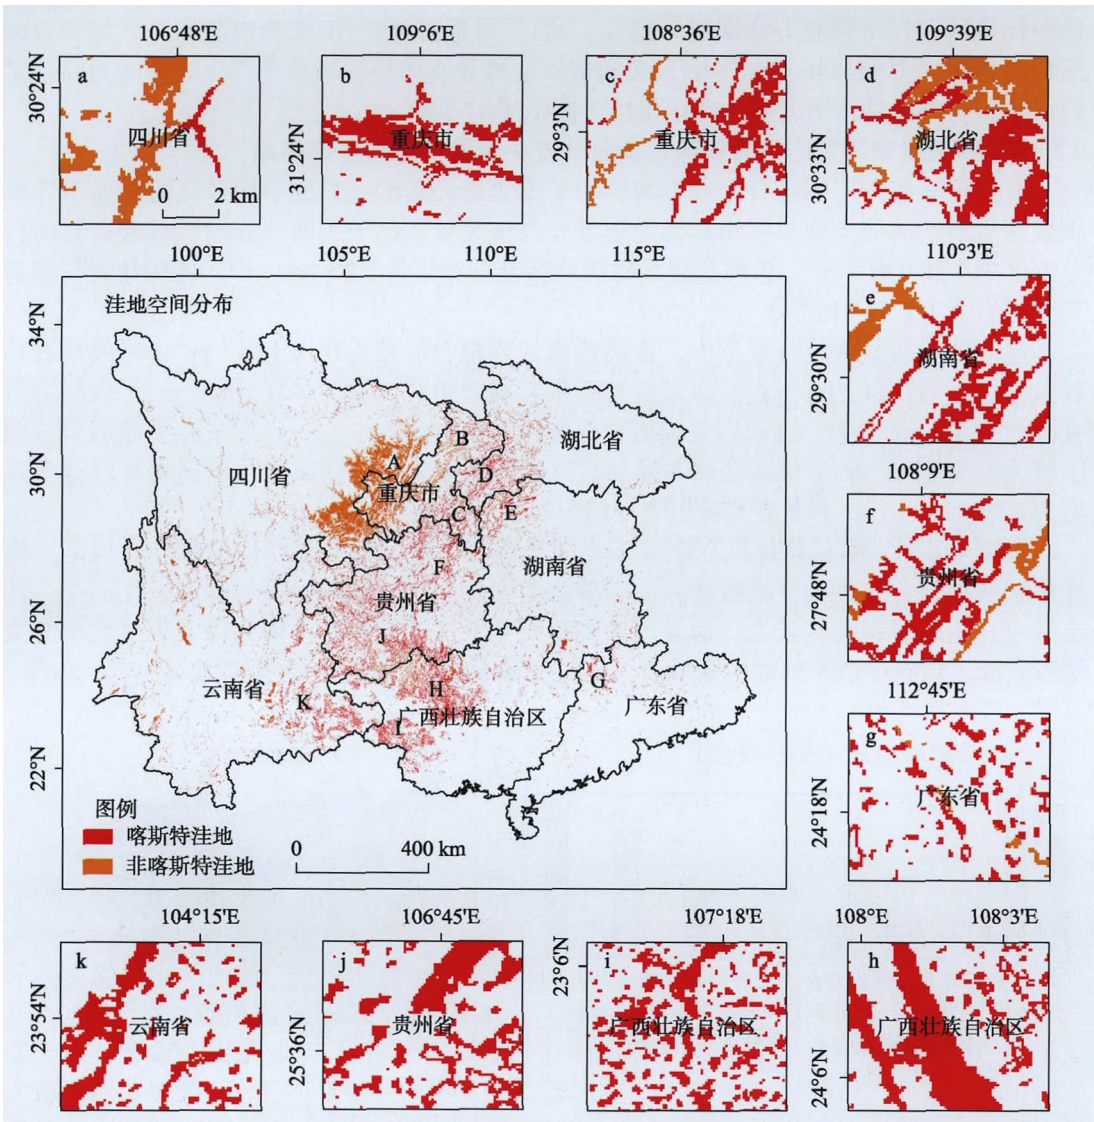 106°48'E
109°6'E
108°36'E
109°39'E
30°24'N
a
四川省
0 2 km
31°24'N
b
重庆市
29°3'N
c
重庆市
30°33'N
d
湖北省
100°E
105°E
110°E
115°E
34°N
30°N
26°N
22°N
洼地空间分布
四川省
A
重庆市
B
湖北省
D
C
E
F
湖南省
贵州省
J
云南省
K
H
G
广西壮族自治区
I
广东省
图例
喀斯特洼地
非喀斯特洼地
0 400 km
110°3'E
29°30'N
e
湖南省
108°9'E
27°48'N
f
贵州省
112°45'E
24°18'N
g
广东省
104°15'E
106°45'E
107°18'E
108°E
108°3'E
23°54'N
k
云南省
25°36'N
j
贵州省
23°6'N
i
广西壮族自治区
24°6'N
h
广西壮族自治区